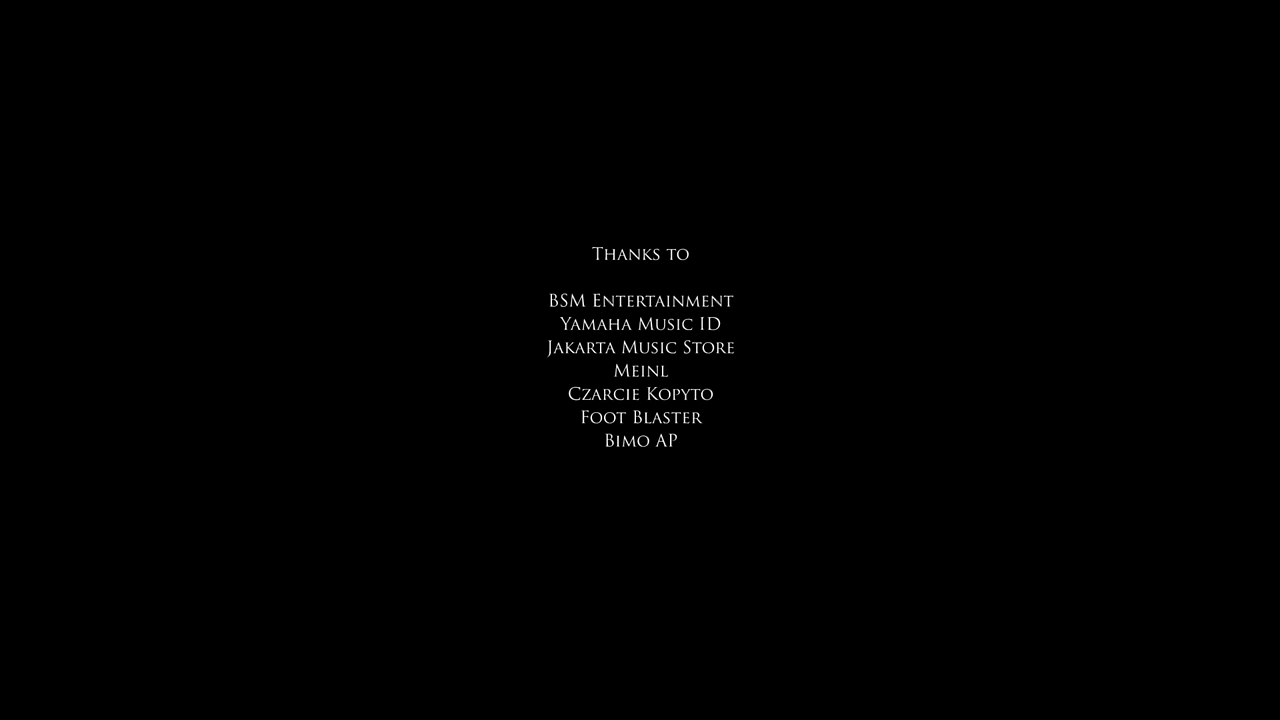 Thanks to
BSM Entertainment
Yamaha Music ID
Jakarta Music Store
Meinl
Czarcie Kopyto
Foot Blaster
Bimo AP